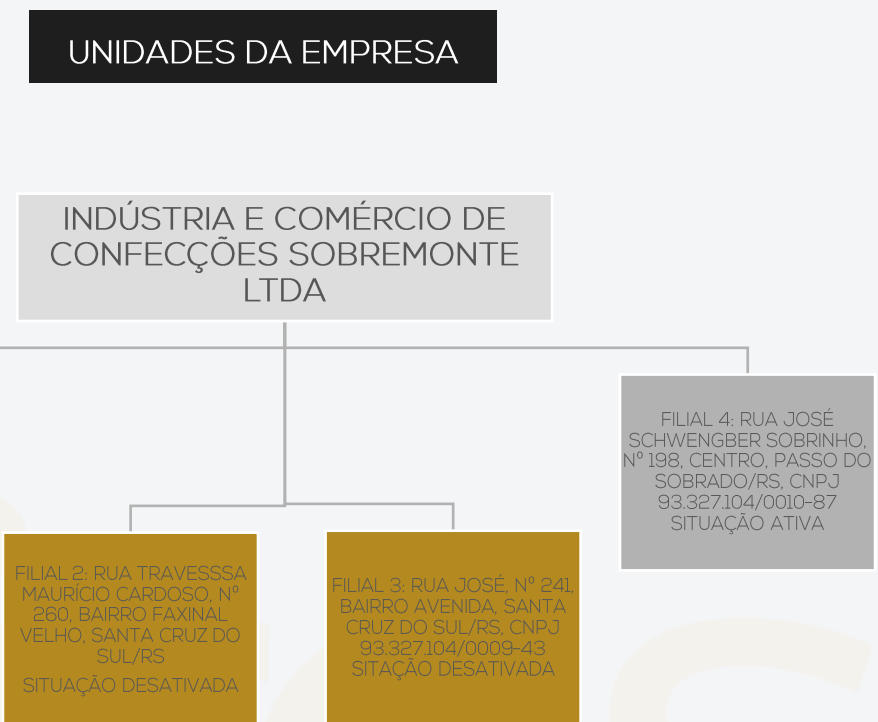 UNIDADES DA EMPRESA
INDÚSTRIA E COMÉRCIO DE
CONFECÇÕES SOBREMONTE
LTDA
FILIAL 4: RUA JOSÉ
SCHWENGBER SOBRINHO,
Nº 198, CENTRO, PASSO DO
SOBRADO/RS, CNPJ
93.327.104/0010-87
SITUAÇÃO ATIVA
FILIAL 2: RUA TRAVESSSA
MAURÍCIO CARDOSO, Nº
260, BAIRRO FAXINAL
VELHO, SANTA CRUZ DO
SUL/RS
SITUAÇÃO DESATIVADA
FILIAL 3: RUA JOSÉ, Nº 241,
BAIRRO AVENIDA, SANTA
CRUZ DO SUL/RS, CNPJ
93.327.104/0009-43
SITAÇÃO DESATIVADA